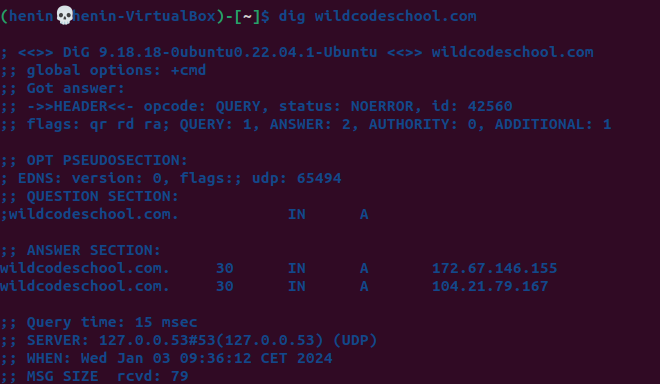 (henin💀henin-VirtualBox)-[~]$ dig wildcodeschool.com
; <<>> DiG 9.18.18-0ubuntu0.22.04.1-Ubuntu <<>> wildcodeschool.com
;; global options: +cmd
;; Got answer:
;; ->>HEADER<<- opcode: QUERY, status: NOERROR, id: 42560
;; flags: qr rd ra; QUERY: 1, ANSWER: 2, AUTHORITY: 0, ADDITIONAL: 1
;; OPT PSEUDOSECTION:
; EDNS: version: 0, flags:; udp: 65494
;; QUESTION SECTION:
;wildcodeschool.com. IN A
;; ANSWER SECTION:
wildcodeschool.com. 30 IN A 172.67.146.155
wildcodeschool.com. 30 IN A 104.21.79.167
;; Query time: 15 msec
;; SERVER: 127.0.0.53#53(127.0.0.53) (UDP)
;; WHEN: Wed Jan 03 09:36:12 CET 2024
;; MSG SIZE rcvd: 79